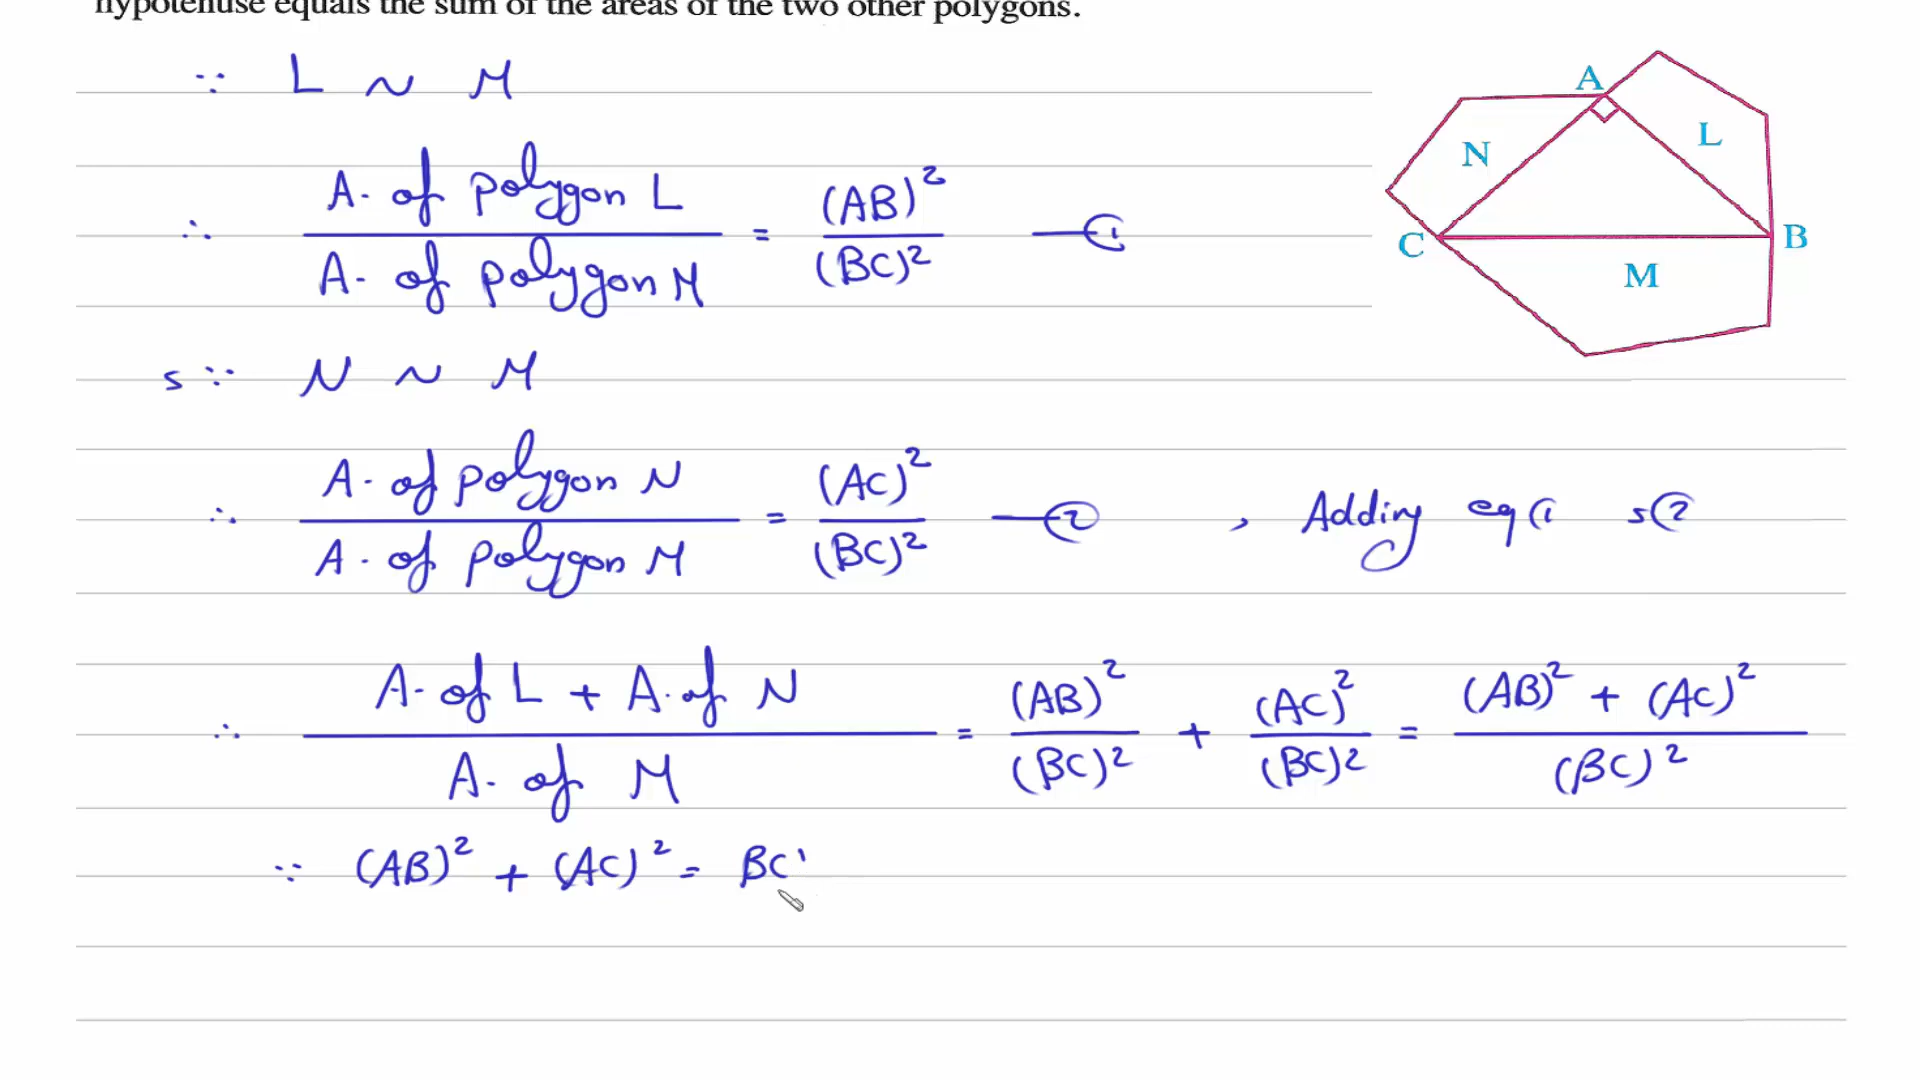 hypotenuse equals the sum of the areas of the two other polygons.
∵ L ~ M
∴ A. of polygon L / A. of polygon M = (AB)² / (BC)² — ①
, ∵ N ~ M
∴ A. of polygon N / A. of polygon M = (AC)² / (BC)² — ② , Adding eq ① , ②
∴ A. of L + A. of N / A. of M = (AB)² / (BC)² + (AC)² / (BC)² = (AB)² + (AC)² / (BC)²
∵ (AB)² + (AC)² = BC
A
L
N
C
B
M